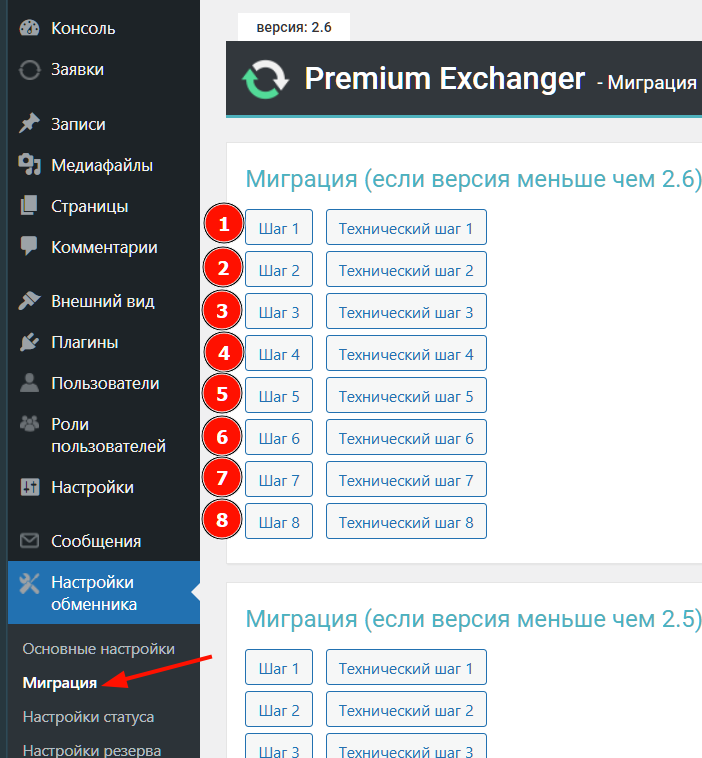 Консоль
Заявки
Записи
Медиафайлы
Страницы
Комментарии
Внешний вид
Плагины
Пользователи
Роли
пользователей
Настройки
Сообщения
Настройки
обменника
Основные настройки
Миграция
Настройки статуса
Настройки резерва
версия: 2.6
Premium Exchanger - Миграция
Миграция (если версия меньше чем 2.6)
1 Шаг 1 Технический шаг 1
2 Шаг 2 Технический шаг 2
3 Шаг 3 Технический шаг 3
4 Шаг 4 Технический шаг 4
5 Шаг 5 Технический шаг 5
6 Шаг 6 Технический шаг 6
7 Шаг 7 Технический шаг 7
8 Шаг 8 Технический шаг 8
Миграция (если версия меньше чем 2.5)
Шаг 1 Технический шаг 1
Шаг 2 Технический шаг 2
Шаг 3 Технический шаг 3